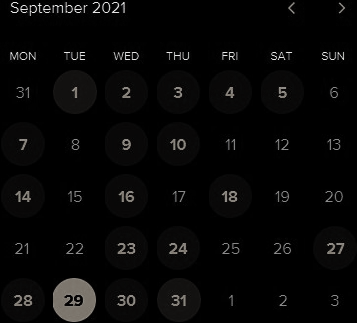 September 2021
MON TUE WED THU FRI SAT SUN
31 1 2 3 4 5 6
7 8 9 10 11 12 13
14 15 16 17 18 19 20
21 22 23 24 25 26 27
28 29 30 31 1 2 3